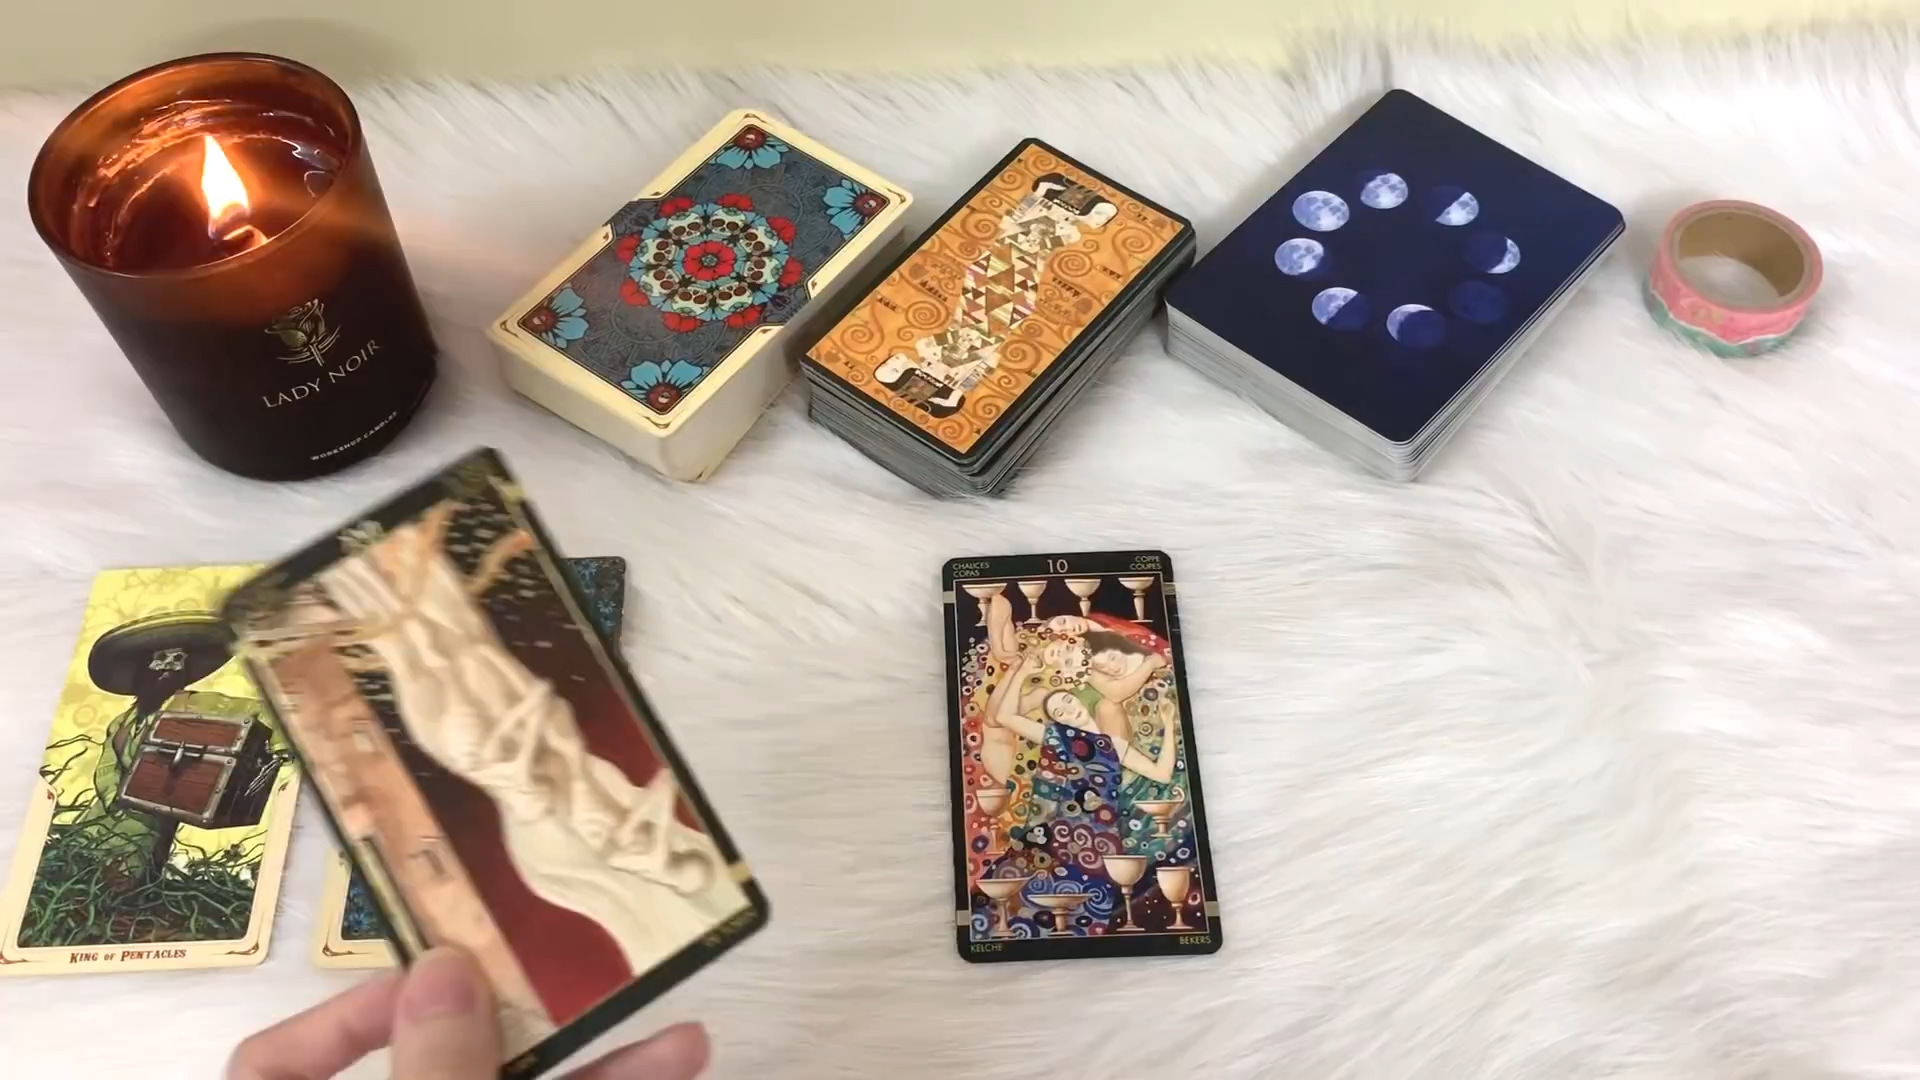 LADY NOIR
WORKSHOP CANDLES
CHALICES
COPAS
10
COPPE
COUPES
KELCHE
BEKERS
KING OF PENTACLES